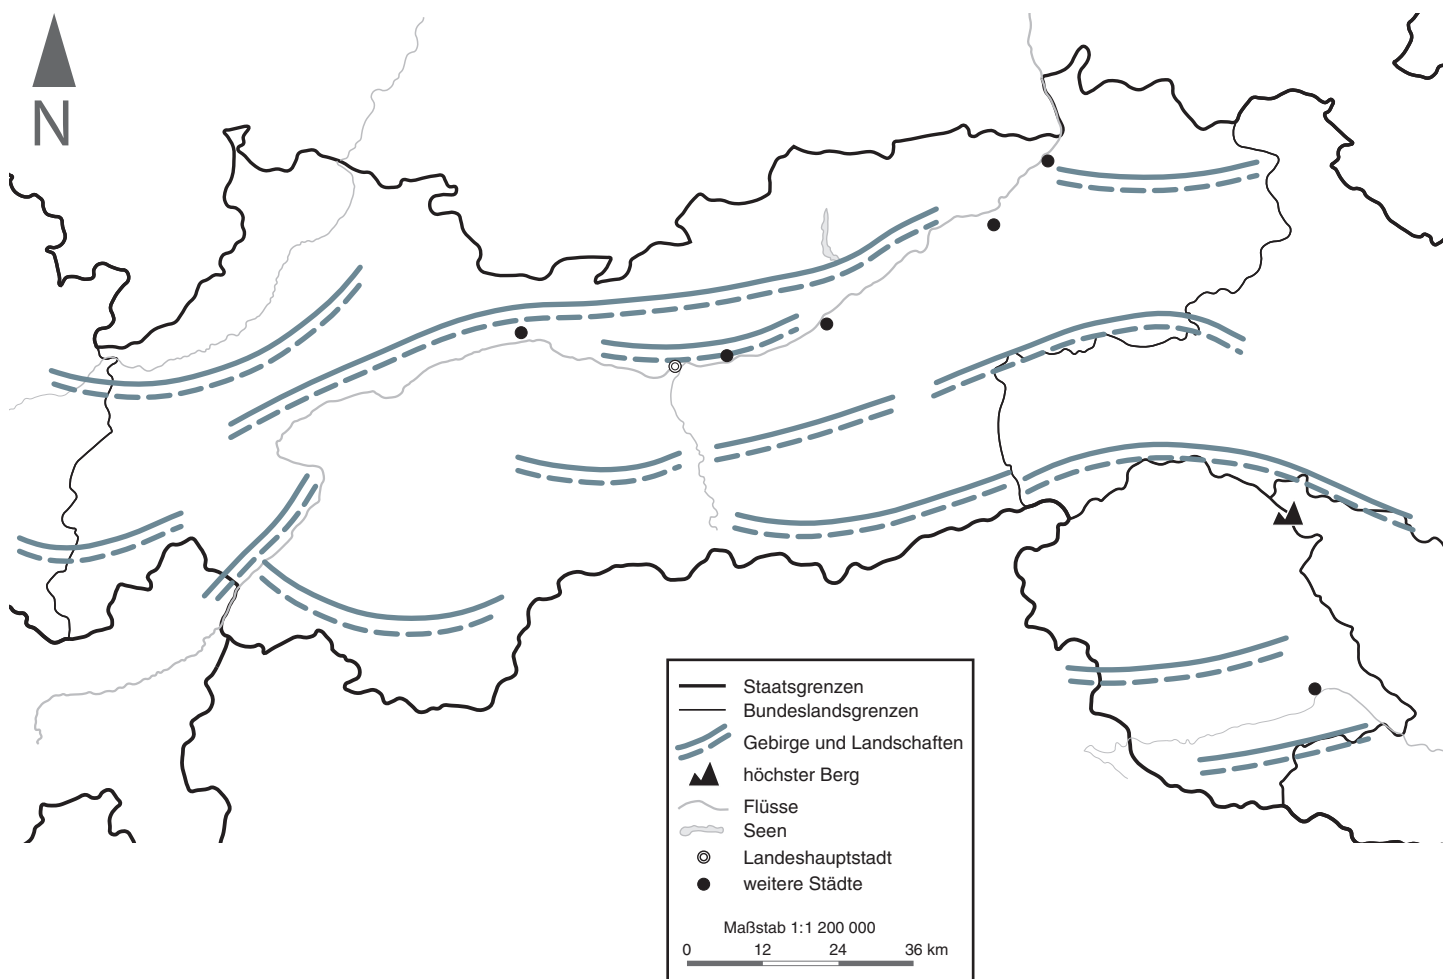 N
Staatsgrenzen
Bundeslandsgrenzen
Gebirge und Landschaften
höchster Berg
Flüsse
Seen
Landeshauptstadt
weitere Städte
Maßstab 1:1 200 000
0 12 24 36 km